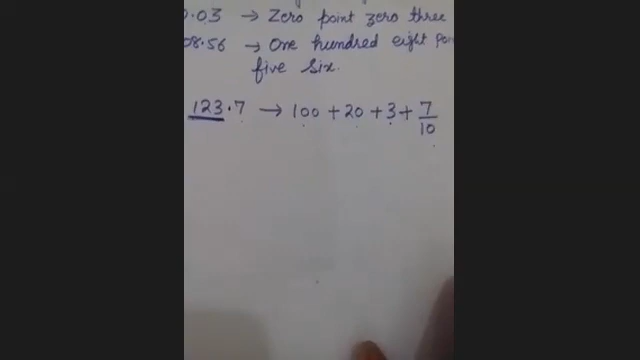 0.03 → Zero point zero three
08.56 → One hundred eight
five six.
123.7 → 100 + 20 + 3 + 7/10